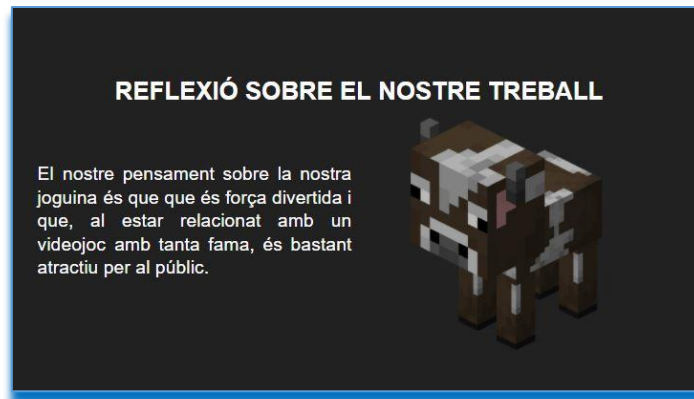 REFLEXIÓ SOBRE EL NOSTRE TREBALL
El nostre pensament sobre la nostra
joguina és que que és força divertida i
que, al estar relacionat amb un
videojoc amb tanta fama, és bastant
atractiu per al públic.